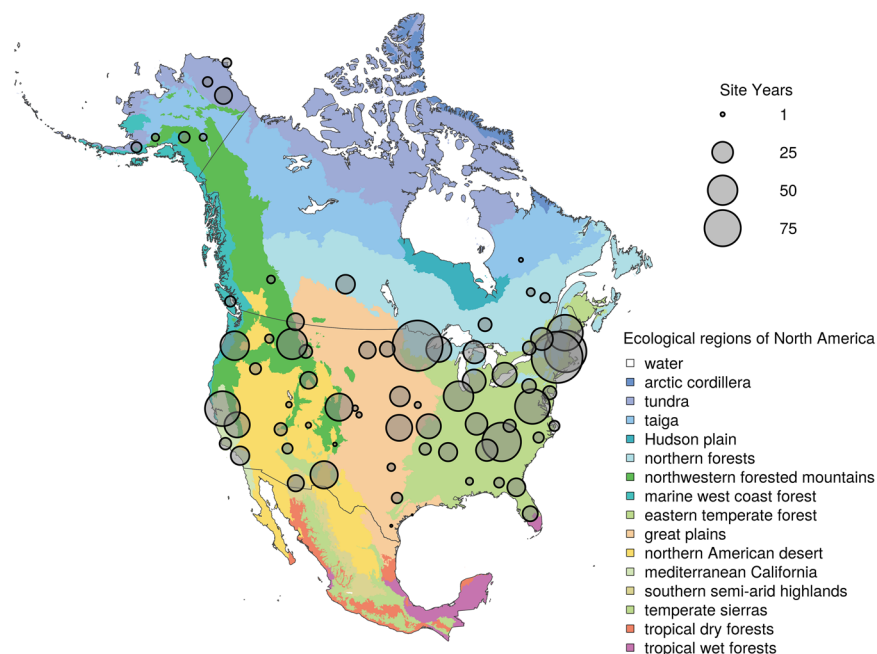 Site Years
1
25
50
75
Ecological regions of North America
water
arctic cordillera
tundra
taiga
Hudson plain
northern forests
northwestern forested mountains
marine west coast forest
eastern temperate forest
great plains
northern American desert
mediterranean California
southern semi-arid highlands
temperate sierras
tropical dry forests
tropical wet forests